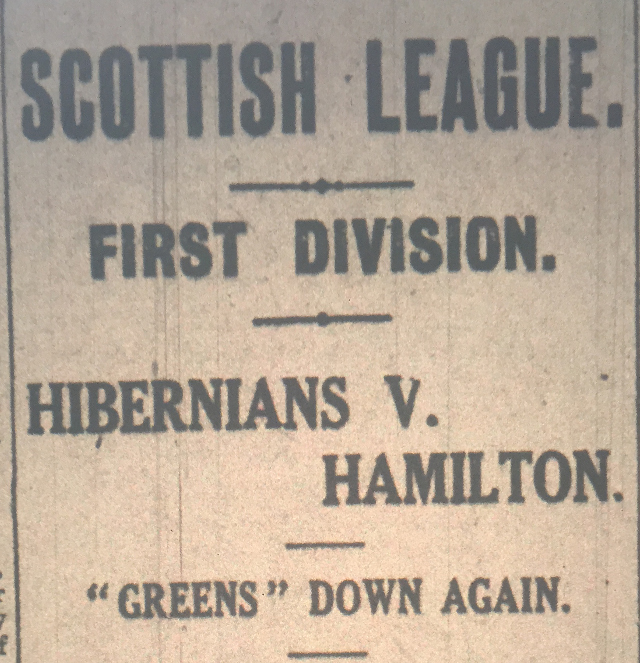 SCOTTISH LEAGUE.
FIRST DIVISION.
HIBERNIANS V.
HAMILTON.
"GREENS" DOWN AGAIN.